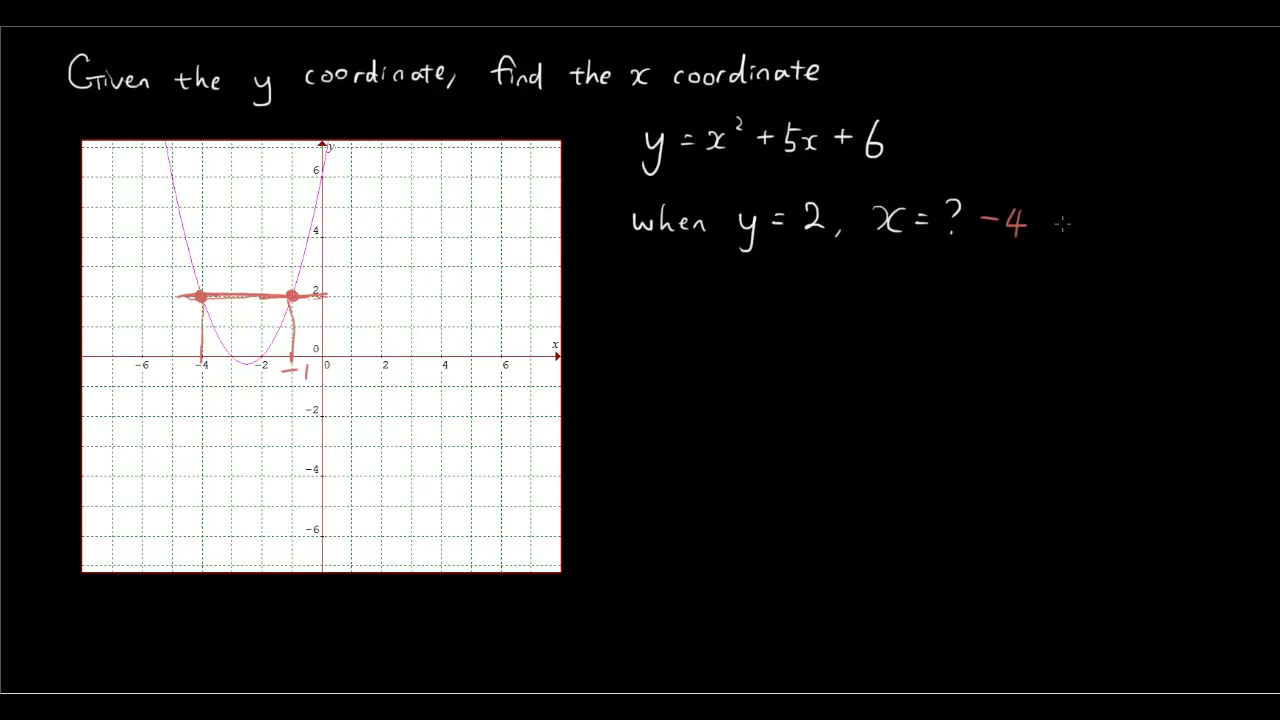 Given the y coordinate, find the x coordinate
y = x² + 5x + 6
when y = 2, x = ? -4
y
6
4
2
0
x
-6 -4 -2 0 2 4 6
-1
-2
-4
-6